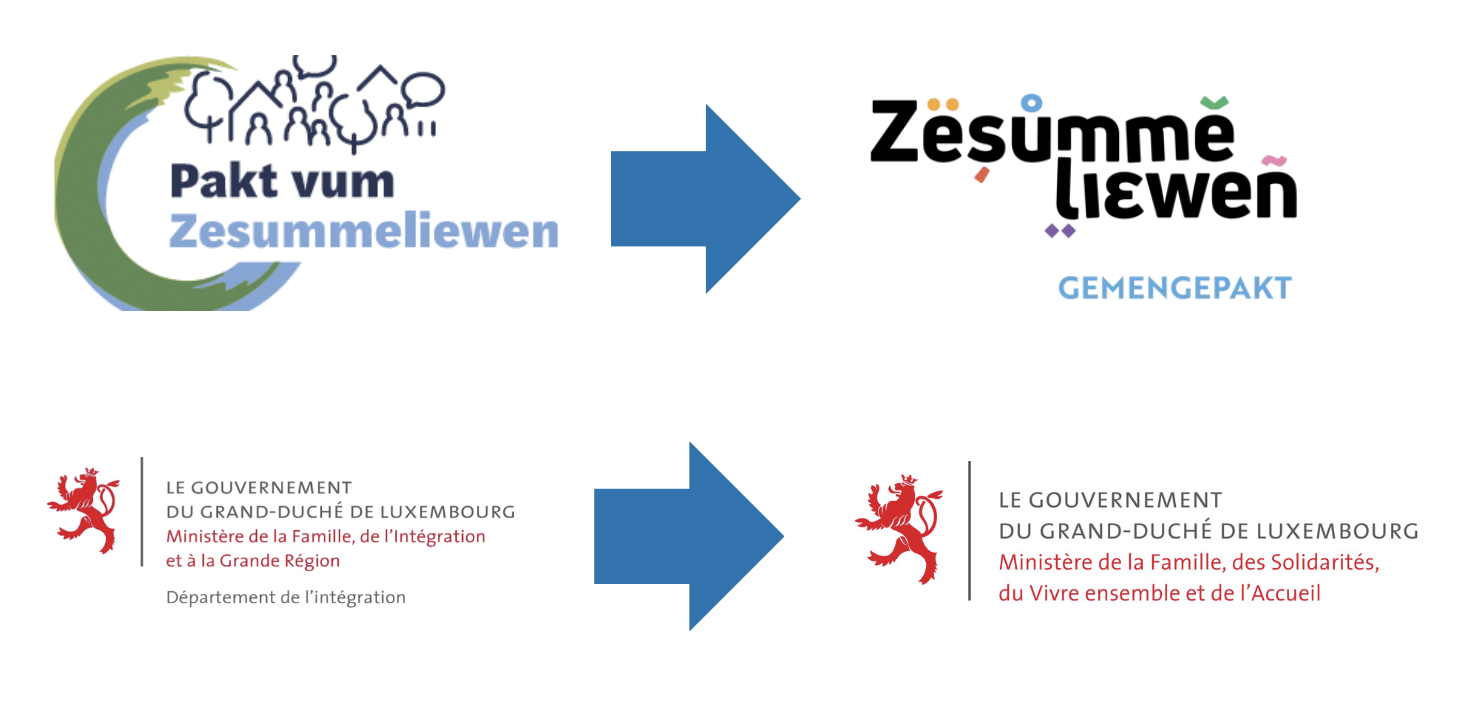 Pakt vum
Zesummeliewen
Zësụmmĕ
lıɛweñ
GEMENGEPAKT
LE GOUVERNEMENT
DU GRAND-DUCHÉ DE LUXEMBOURG
Ministère de la Famille, de l'Intégration
et à la Grande Région
Département de l'intégration
LE GOUVERNEMENT
DU GRAND-DUCHÉ DE LUXEMBOURG
Ministère de la Famille, des Solidarités,
du Vivre ensemble et de l'Accueil